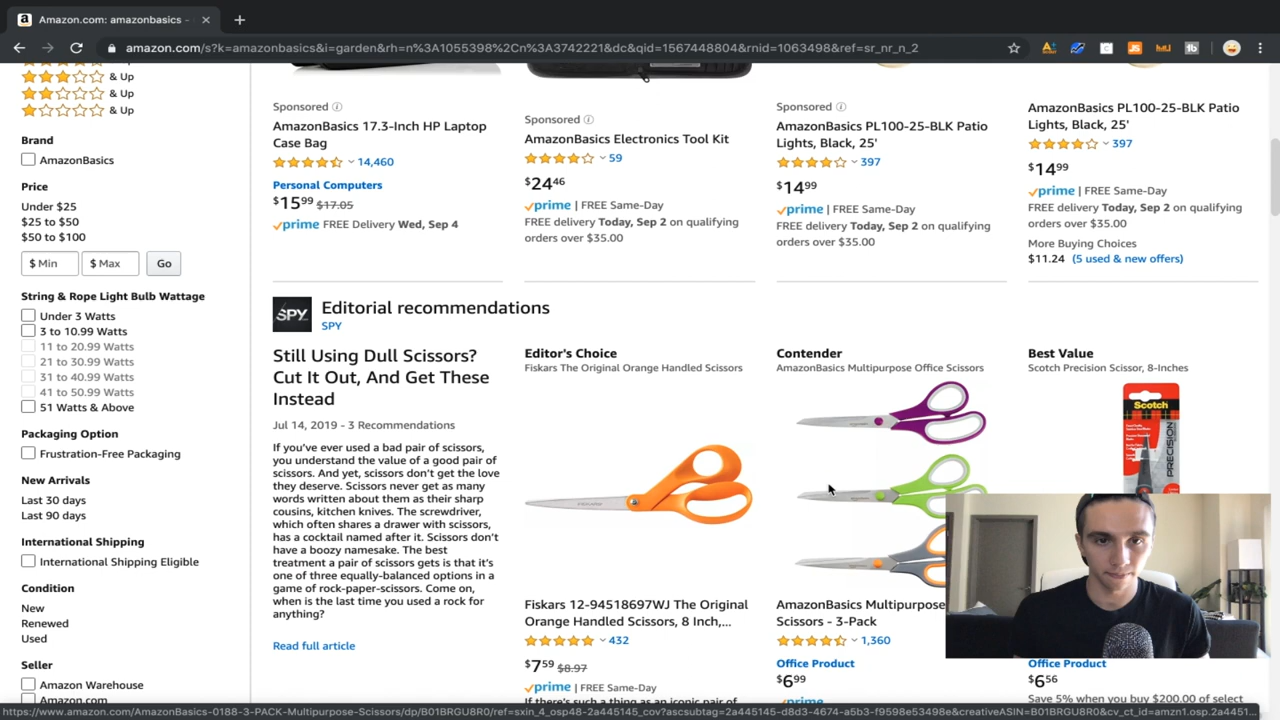 Amazon.com: amazonbasics -
amazon.com/s?k=amazonbasics&i=garden&rh=n%3A1055398%2Cn%3A3742221&dc&qid=1567448804&rnid=1063498&ref=sr_nr_n_2
& Up
& Up
& Up
Brand
AmazonBasics
Price
Under $25
$25 to $50
$50 to $100
$ Min
$ Max
Go
String & Rope Light Bulb Wattage
Under 3 Watts
3 to 10.99 Watts
11 to 20.99 Watts
21 to 30.99 Watts
31 to 40.99 Watts
41 to 50.99 Watts
51 Watts & Above
Packaging Option
Frustration-Free Packaging
New Arrivals
Last 30 days
Last 90 days
International Shipping
International Shipping Eligible
Condition
New
Renewed
Used
Seller
Amazon Warehouse
Amazon.com
Sponsored
AmazonBasics 17.3-Inch HP Laptop
Case Bag
14,460
Personal Computers
$15 99 $17.05
prime FREE Delivery Wed, Sep 4
Sponsored
AmazonBasics Electronics Tool Kit
59
$24 46
prime | FREE Same-Day
FREE delivery Today, Sep 2 on qualifying
orders over $35.00
Sponsored
AmazonBasics PL100-25-BLK Patio
Lights, Black, 25'
397
$14 99
prime | FREE Same-Day
FREE delivery Today, Sep 2 on qualifying
orders over $35.00
AmazonBasics PL100-25-BLK Patio
Lights, Black, 25'
397
$14 99
prime | FREE Same-Day
FREE delivery Today, Sep 2 on qualifying
orders over $35.00
More Buying Choices
$11.24 (5 used & new offers)
SPY
Editorial recommendations
SPY
Still Using Dull Scissors?
Cut It Out, And Get These
Instead
Jul 14, 2019 - 3 Recommendations
If you've ever used a bad pair of scissors,
you understand the value of a good pair of
scissors. And yet, scissors don't get the love
they deserve. Scissors never get as many
words written about them as their sharp
cousins, kitchen knives. The screwdriver,
which often shares a drawer with scissors,
has a cocktail named after it. Scissors don't
have a boozy namesake. The best
treatment a pair of scissors gets is that it's
one of three equally-balanced options in a
game of rock-paper-scissors. Come on,
when is the last time you used a rock for
anything?
Read full article
Editor's Choice
Fiskars The Original Orange Handled Scissors
Fiskars 12-94518697WJ The Original
Orange Handled Scissors, 8 Inch,...
432
$7 59 $8.97
prime | FREE Same-Day
If there's such a thing as an iconic pair of
Contender
AmazonBasics Multipurpose Office Scissors
AmazonBasics Multipurpose
Scissors - 3-Pack
1,360
Office Product
$6 99
prime
Best Value
Scotch Precision Scissor, 8-Inches
Scotch
PRECISION
Office Product
$6 56
Save 5% when you buy $200.00 of select